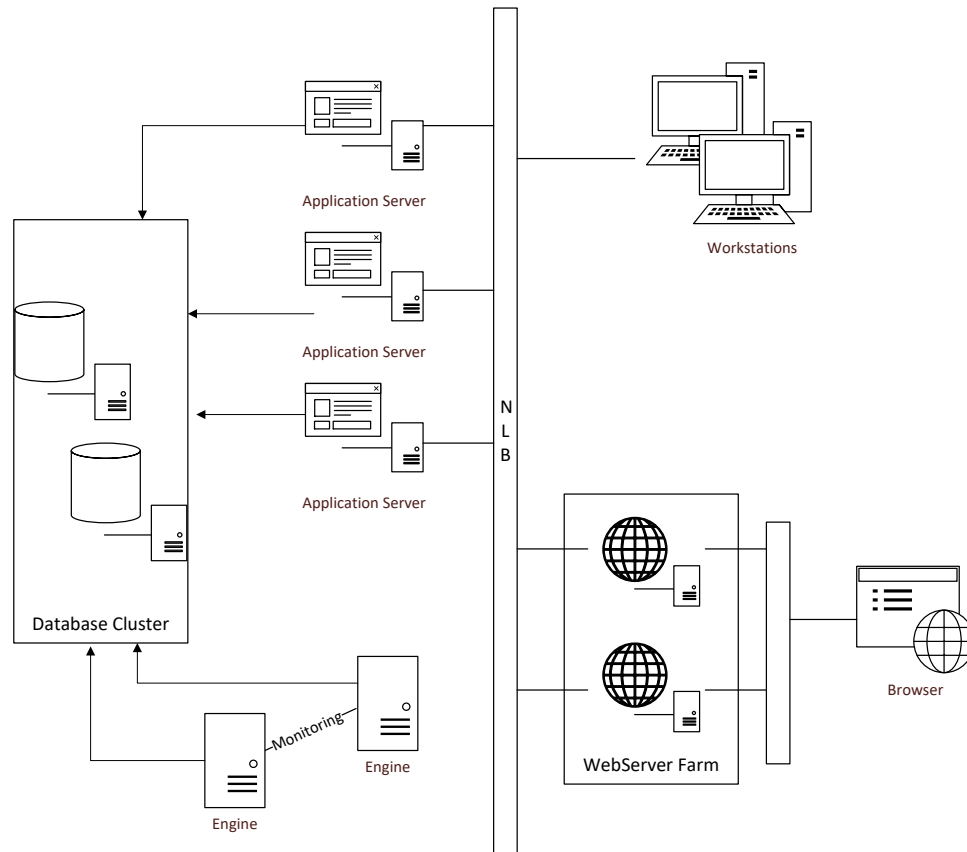 Application Server
Workstations
Application Server
N
L
B
Application Server
Database Cluster
Monitoring
Engine
Engine
WebServer Farm
Browser